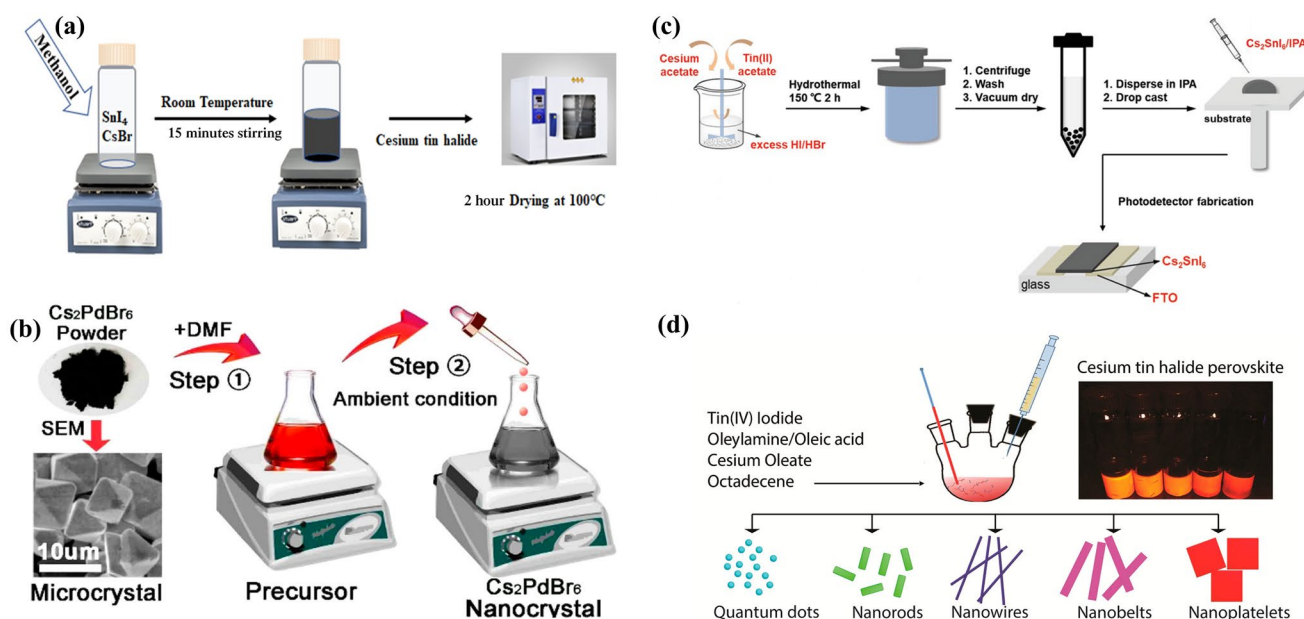 (a)
Methanol
SnI₄
CsBr
Room Temperature
15 minutes stirring
Cesium tin halide
2 hour Drying at 100°C
(b)
Cs₂PdBr₆
Powder
+DMF
Step ①
SEM
10um
Microcrystal
Precursor
Step ②
Ambient condition
Cs₂PdBr₆
Nanocrystal
(c)
Cesium
acetate
Tin(II)
acetate
excess HI/HBr
Hydrothermal
150 ℃ 2 h
1. Centrifuge
2. Wash
3. Vacuum dry
1. Disperse in IPA
2. Drop cast
Cs₂SnI₆/IPA
substrate
Photodetector fabrication
Cs₂SnI₆
glass
FTO
(d)
Tin(IV) Iodide
Oleylamine/Oleic acid
Cesium Oleate
Octadecene
Cesium tin halide perovskite
Quantum dots
Nanorods
Nanowires
Nanobelts
Nanoplatelets